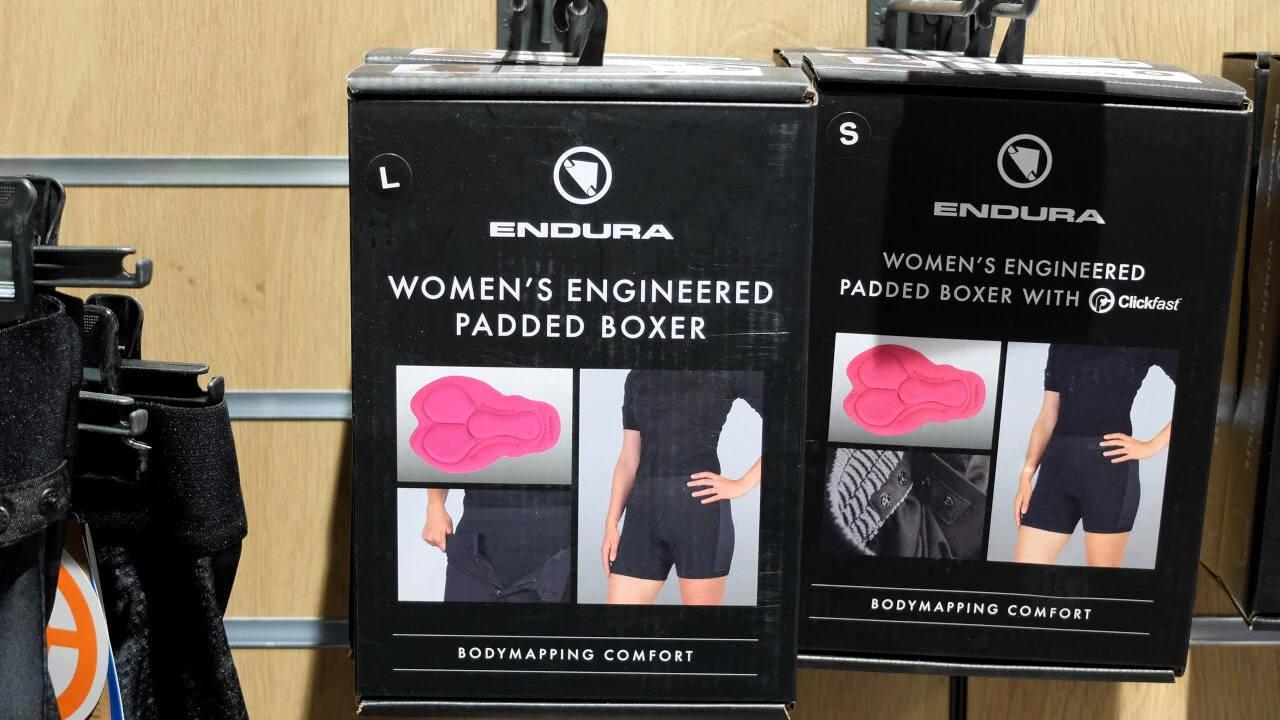 L
ENDURA
WOMEN'S ENGINEERED
PADDED BOXER
BODYMAPPING COMFORT
S
ENDURA
WOMEN'S ENGINEERED
PADDED BOXER WITH Clickfast
BODYMAPPING COMFORT